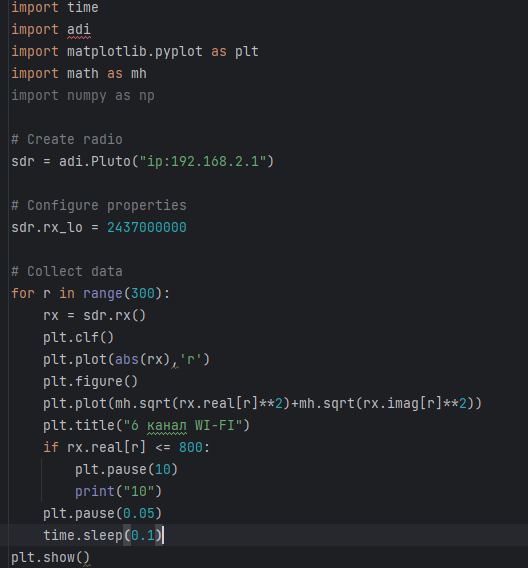 import time
import adi
import matplotlib.pyplot as plt
import math as mh
import numpy as np

# Create radio
sdr = adi.Pluto("ip:192.168.2.1")

# Configure properties
sdr.rx_lo = 2437000000

# Collect data
for r in range(300):
    rx = sdr.rx()
    plt.clf()
    plt.plot(abs(rx),'r')
    plt.figure()
    plt.plot(mh.sqrt(rx.real[r]**2)+mh.sqrt(rx.imag[r]**2))
    plt.title("6 канал WI-FI")
    if rx.real[r] <= 800:
        plt.pause(10)
        print("10")
    plt.pause(0.05)
    time.sleep(0.1)
plt.show()